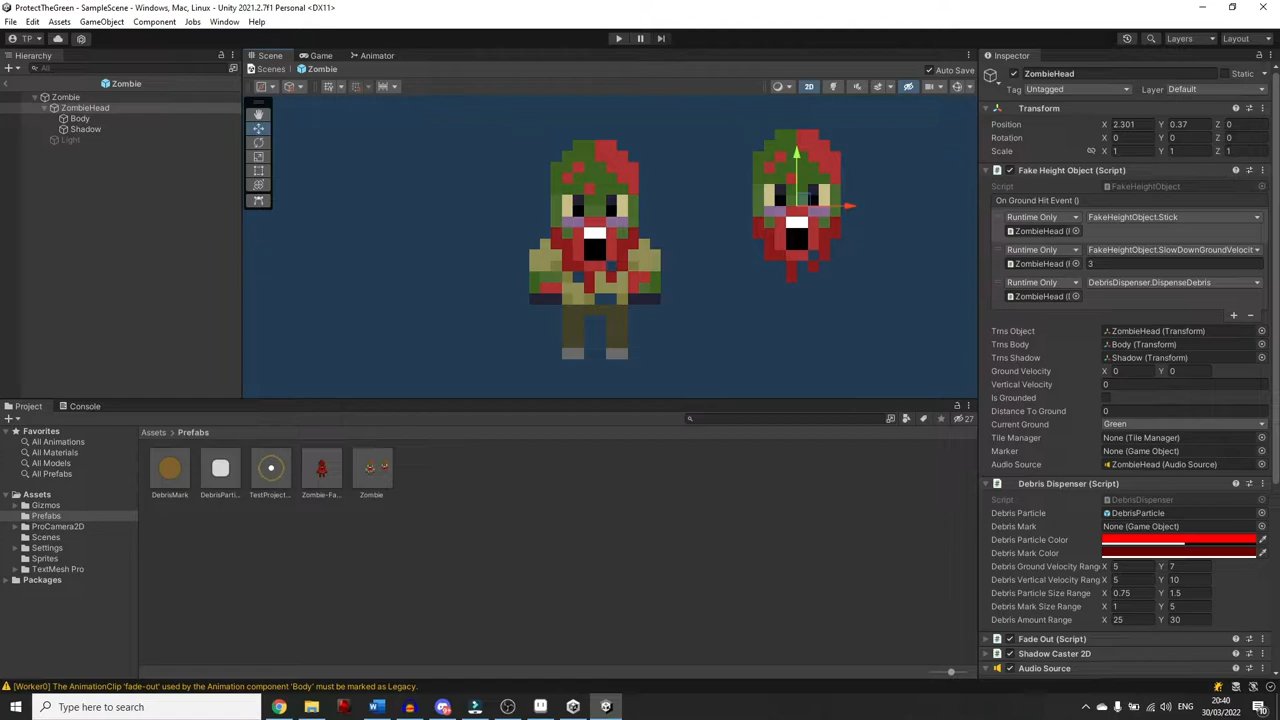 ProtectTheGreen - SampleScene - Windows, Mac, Linux - Unity 2021.2.7f1 Personal <DX11>
File Edit Assets GameObject Component Jobs Window Help
TP Layers Layout
Hierarchy
All
Zombie
Zombie
ZombieHead
Body
Shadow
Light
Scene Game Animator
Scenes Zombie Auto Save
2D
Inspector
ZombieHead Static
Tag Untagged Layer Default
Transform
Position X 2.301 Y 0.37 Z 0
Rotation X 0 Y 0 Z 0
Scale X 1 Y 1 Z 1
Fake Height Object (Script)
Script FakeHeightObject
On Ground Hit Event ()
Runtime Only FakeHeightObject.Stick
ZombieHead (
Runtime Only FakeHeightObject.SlowDownGroundVelocit
ZombieHead ( 3
Runtime Only DebrisDispenser.DispenseDebris
ZombieHead (
Trns Object ZombieHead (Transform)
Trns Body Body (Transform)
Trns Shadow Shadow (Transform)
Ground Velocity X 0 Y 0
Vertical Velocity 0
Is Grounded
Distance To Ground 0
Current Ground Green
Tile Manager None (Tile Manager)
Marker None (Game Object)
Audio Source ZombieHead (Audio Source)
Debris Dispenser (Script)
Script DebrisDispenser
Debris Particle DebrisParticle
Debris Mark None (Game Object)
Debris Particle Color
Debris Mark Color
Debris Ground Velocity Rang X 5 Y 7
Debris Vertical Velocity Rang X 5 Y 10
Debris Particle Size Range X 0.75 Y 1.5
Debris Mark Size Range X 1 Y 5
Debris Amount Range X 25 Y 30
Fade Out (Script)
Shadow Caster 2D
Audio Source
Project Console
27
Favorites
All Animations
All Materials
All Models
All Prefabs
Assets
Gizmos
Prefabs
ProCamera2D
Scenes
Settings
Sprites
TextMesh Pro
Packages
Assets > Prefabs
DebrisMark DebrisParti... TestProject... Zombie-Fa... Zombie
[Worker0] The AnimationClip 'fade-out' used by the Animation component 'Body' must be marked as Legacy.
Type here to search
ENG
20:40
30/03/2022